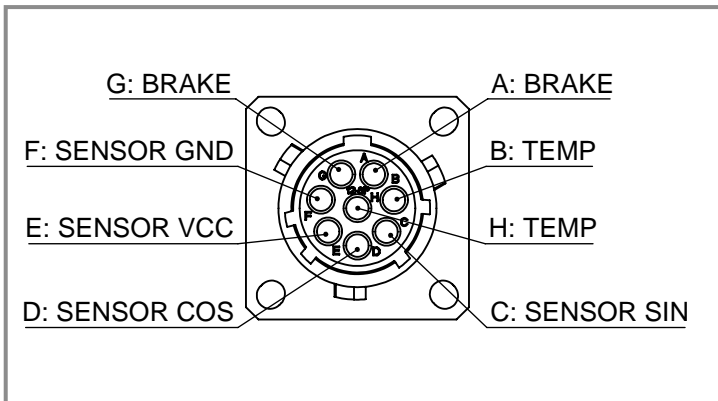 G: BRAKE
A: BRAKE
F: SENSOR GND
B: TEMP
E: SENSOR VCC
H: TEMP
D: SENSOR COS
C: SENSOR SIN
G
A
B
H
F
C
E
D